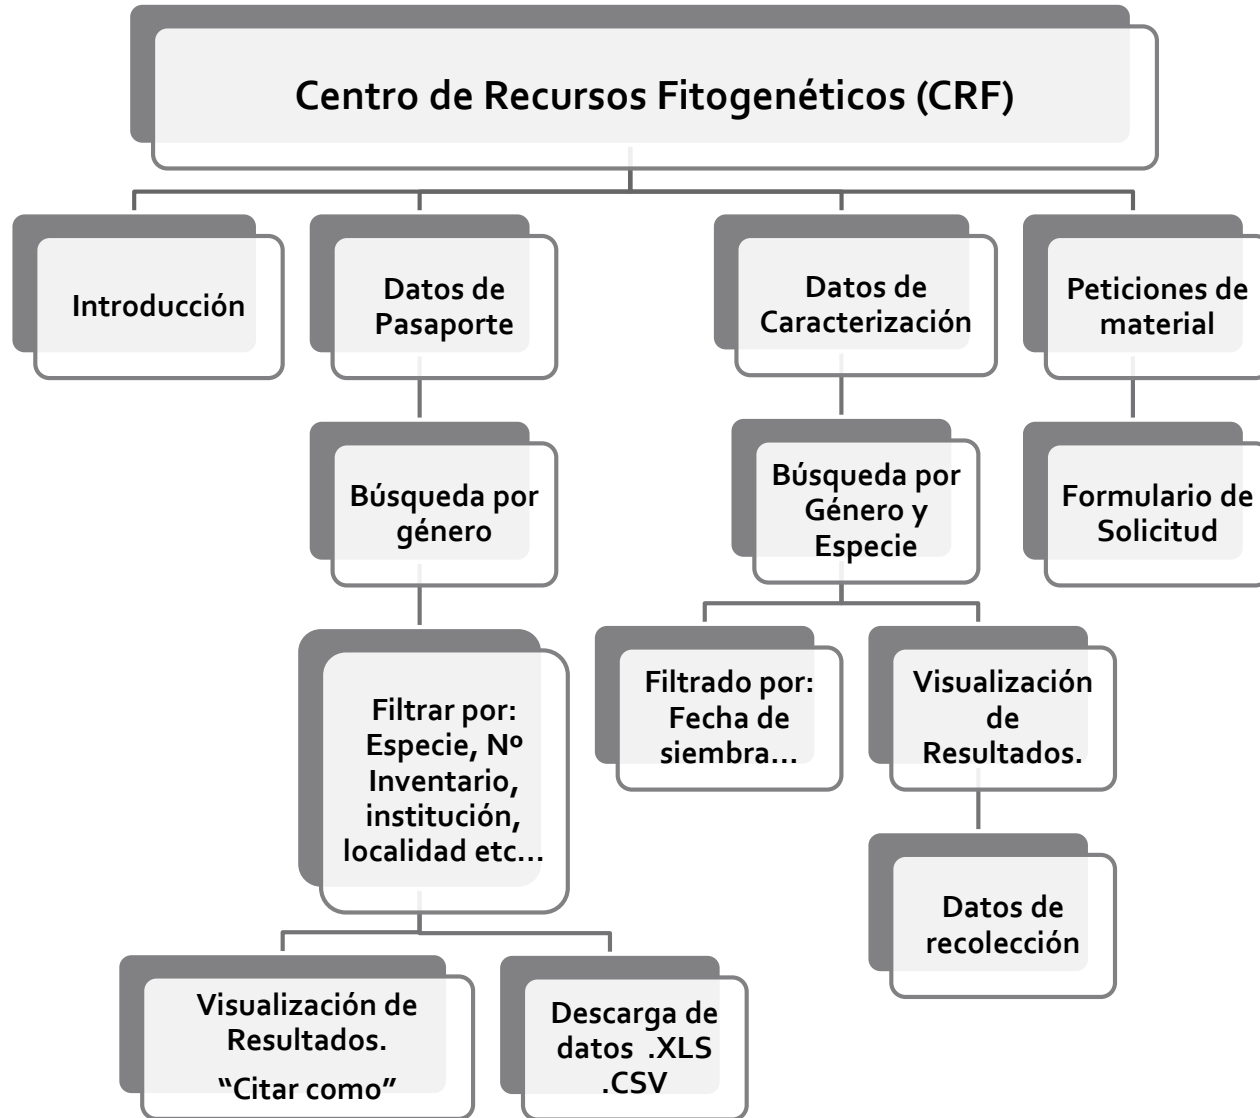 Centro de Recursos Fitogenéticos (CRF)
Introducción
Datos de
Pasaporte
Datos de
Caracterización
Peticiones de
material
Búsqueda por
género
Búsqueda por
Género y
Especie
Formulario de
Solicitud
Filtrar por:
Especie, Nº
Inventario,
institución,
localidad etc...
Filtrado por:
Fecha de
siembra...
Visualización
de
Resultados.
Datos de
recolección
Visualización de
Resultados.
“Citar como”
Descarga de
datos .XLS
.CSV